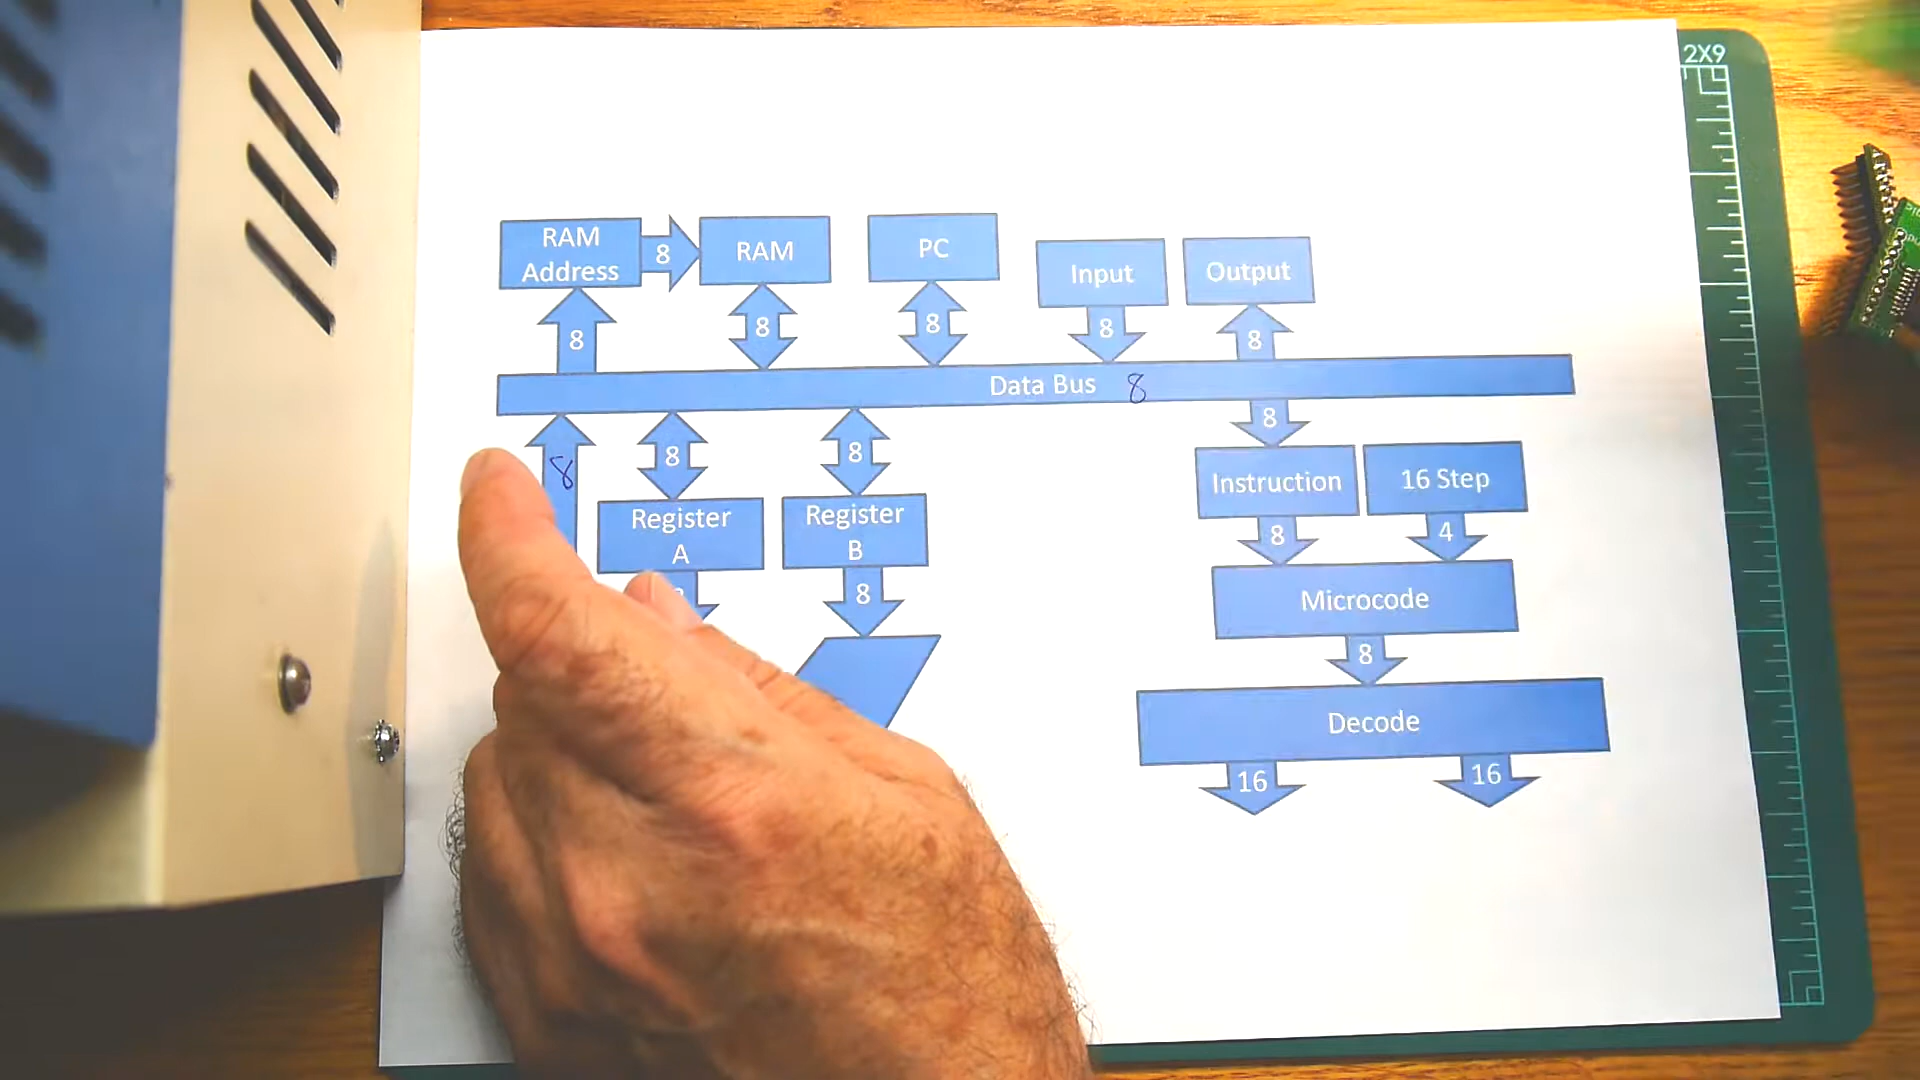 2X9
RAM
Address
8
RAM
PC
Input
Output
8
8
8
8
8
Data Bus 8
8
8
8
8
Register
A
Register
B
Instruction
16 Step
8
8
4
Microcode
8
Decode
16
16